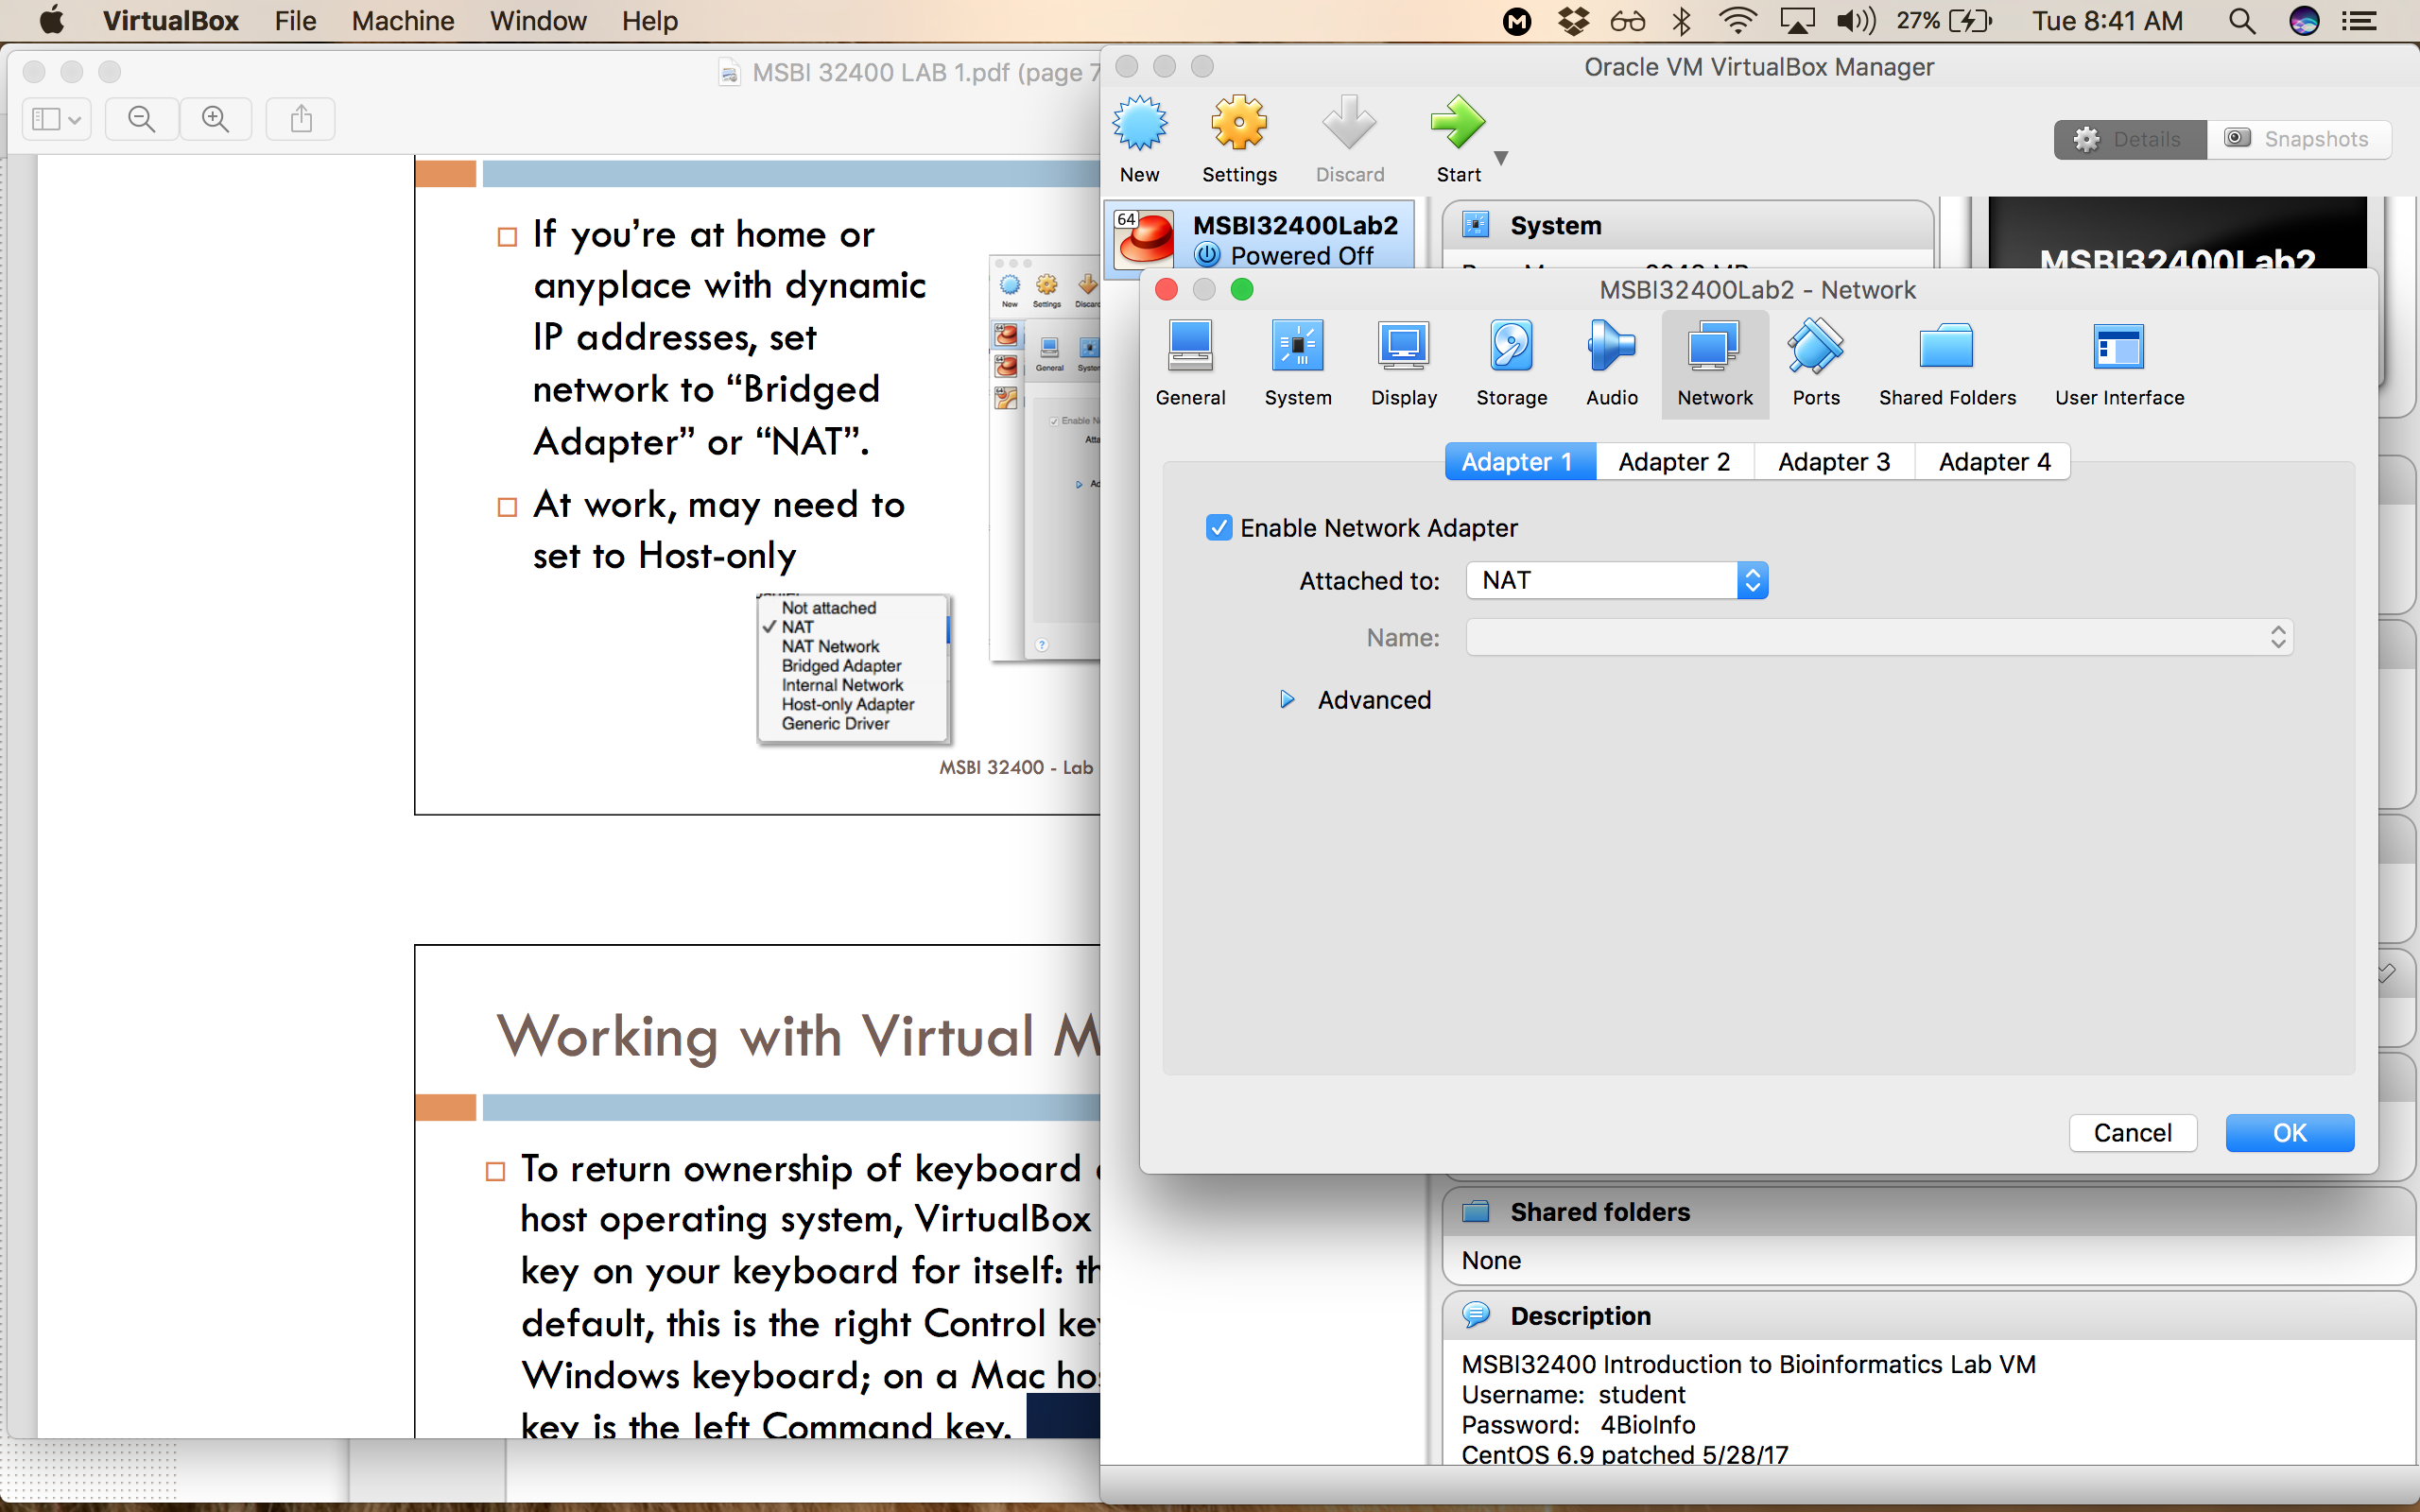 VirtualBox File Machine Window Help 27% Tue 8:41 AM
MSBI 32400 LAB 1.pdf (page 7
If you’re at home or
anyplace with dynamic
IP addresses, set
network to “Bridged
Adapter” or “NAT”.
At work, may need to
set to Host-only
New Settings Discard
General System
Enable N
Not attached
NAT
NAT Network
Bridged Adapter
Internal Network
Host-only Adapter
Generic Driver
MSBI 32400 - Lab
Working with Virtual M
To return ownership of keyboard
host operating system, VirtualBox
key on your keyboard for itself: th
default, this is the right Control key
Windows keyboard; on a Mac hos
key is the left Command key.
Oracle VM VirtualBox Manager
New Settings Discard Start
Details Snapshots
64 MSBI32400Lab2
Powered Off
System
MSBI32400Lab2
MSBI32400Lab2 - Network
General System Display Storage Audio Network Ports Shared Folders User Interface
Adapter 1 Adapter 2 Adapter 3 Adapter 4
Enable Network Adapter
Attached to: NAT
Name:
Advanced
Cancel OK
Shared folders
None
Description
MSBI32400 Introduction to Bioinformatics Lab VM
Username: student
Password: 4BioInfo
CentOS 6.9 patched 5/28/17